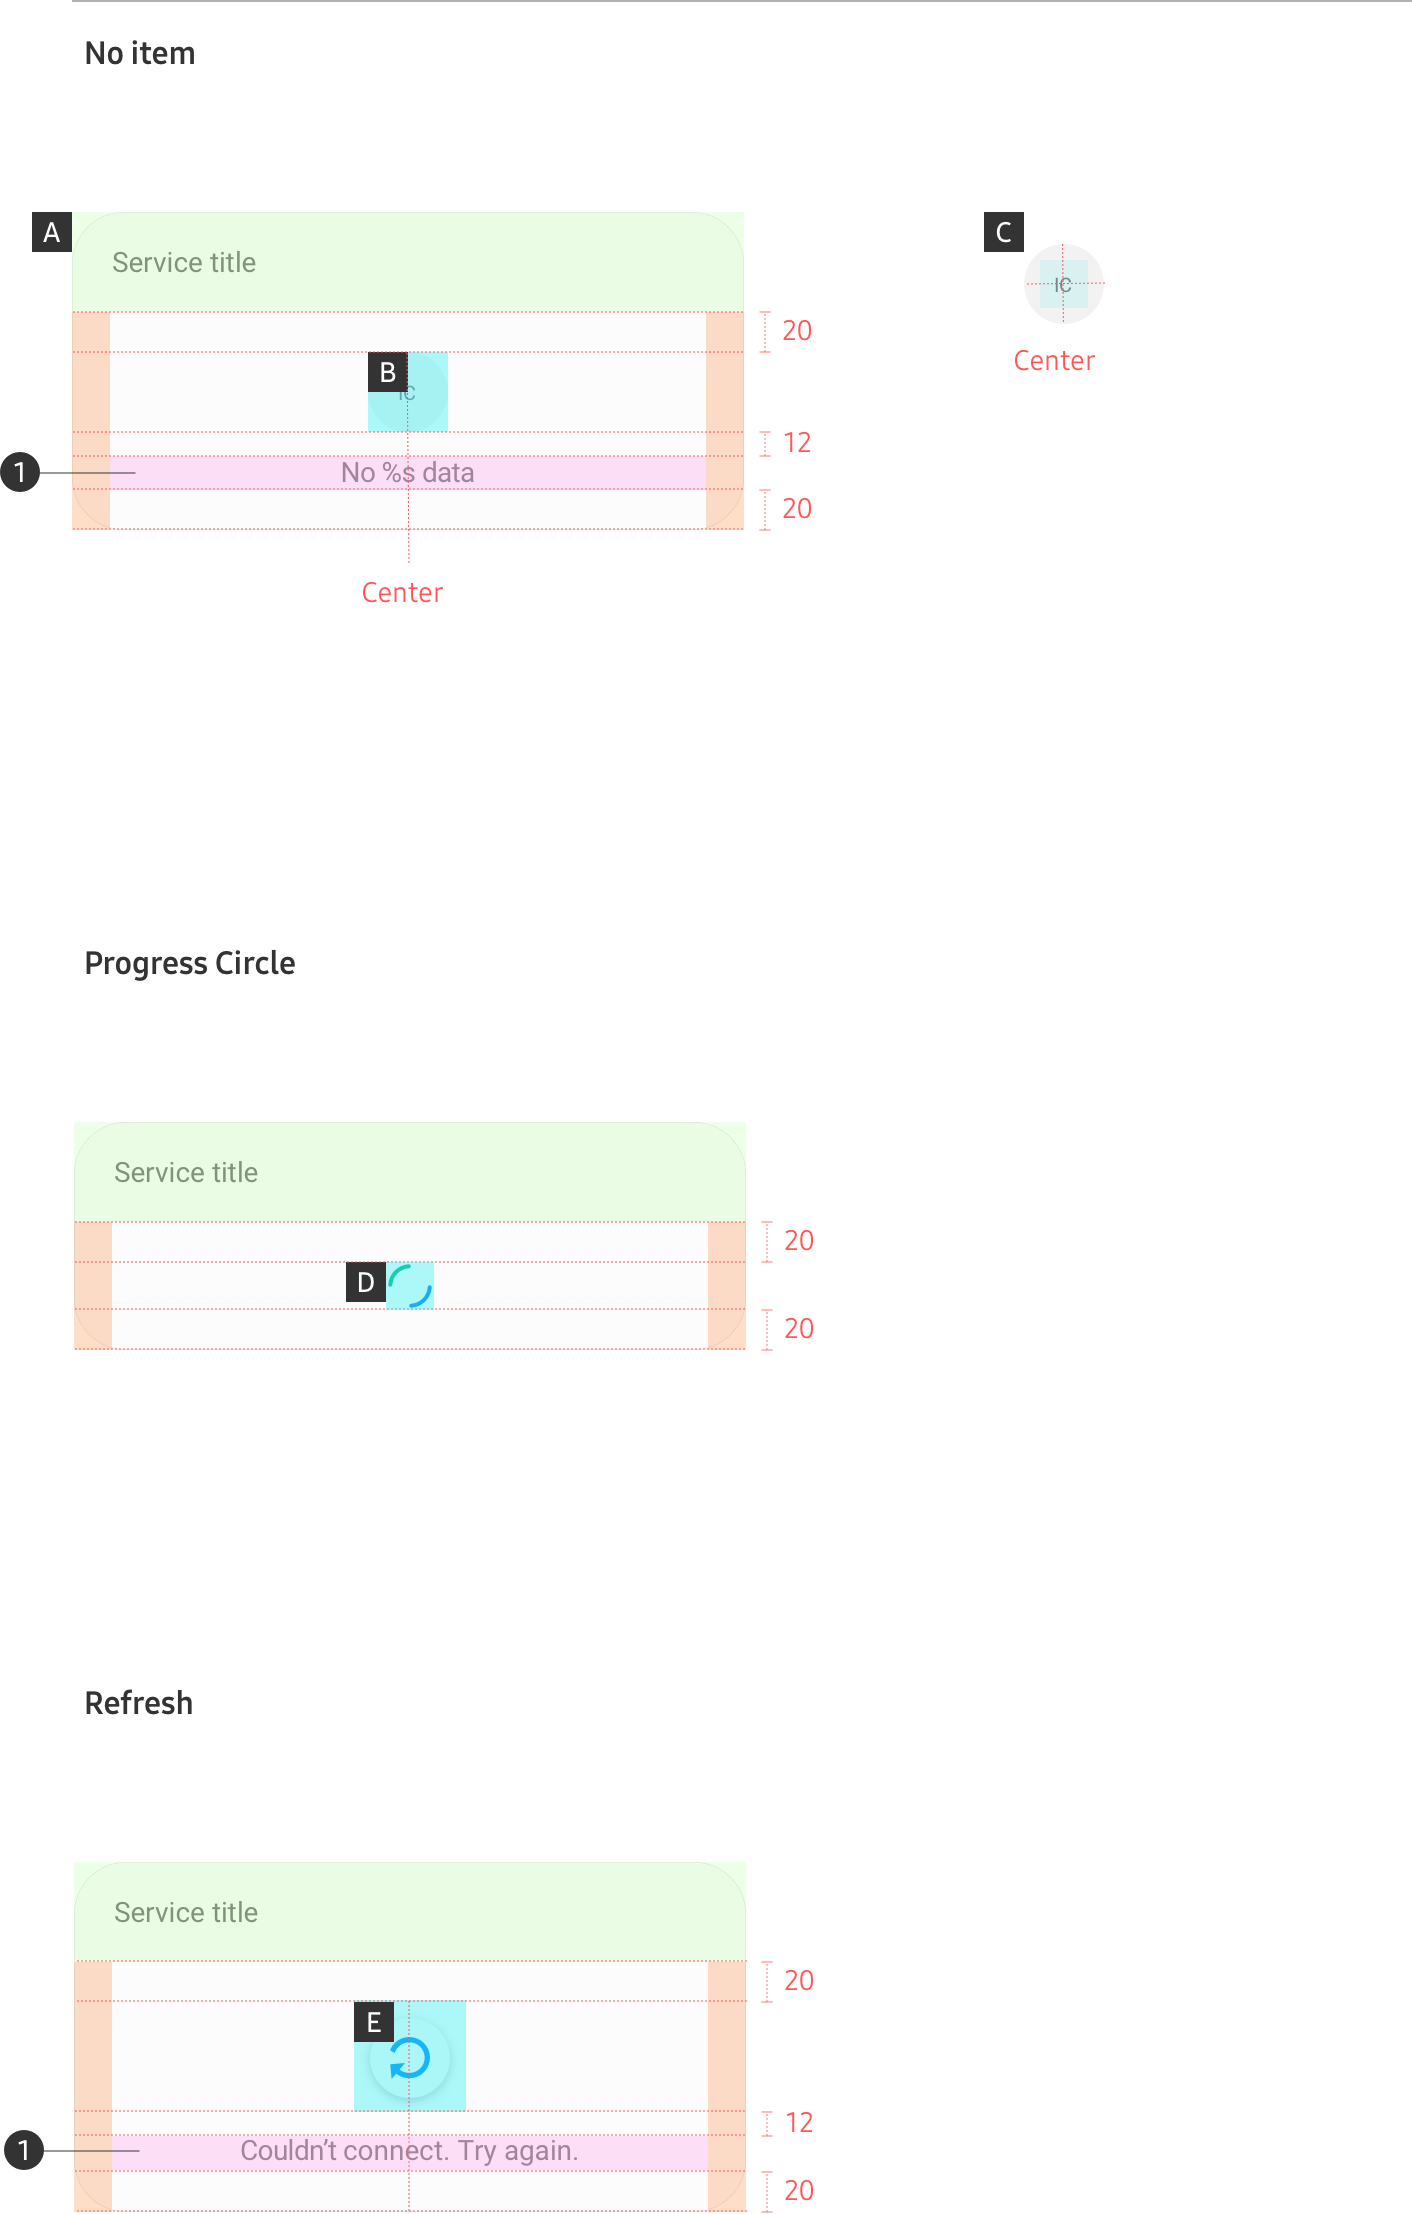 No item
A
Service title
C
IC
20
Center
B
IC
12
1
No %s data
20
Center
Progress Circle
Service title
20
D
20
Refresh
Service title
20
E
12
1
Couldn’t connect. Try again.
20